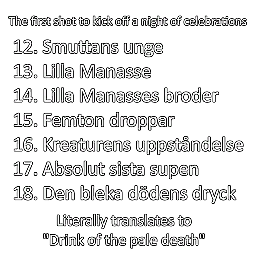 The first shot to kick off a night of celebrations
12. Smuttans unge
13. Lilla Manasse
14. Lilla Manasses broder
15. Femton droppar
16. Kreaturens uppståndelse
17. Absolut sista supen
18. Den bleka dödens dryck
Literally translates to
"Drink of the pale death"